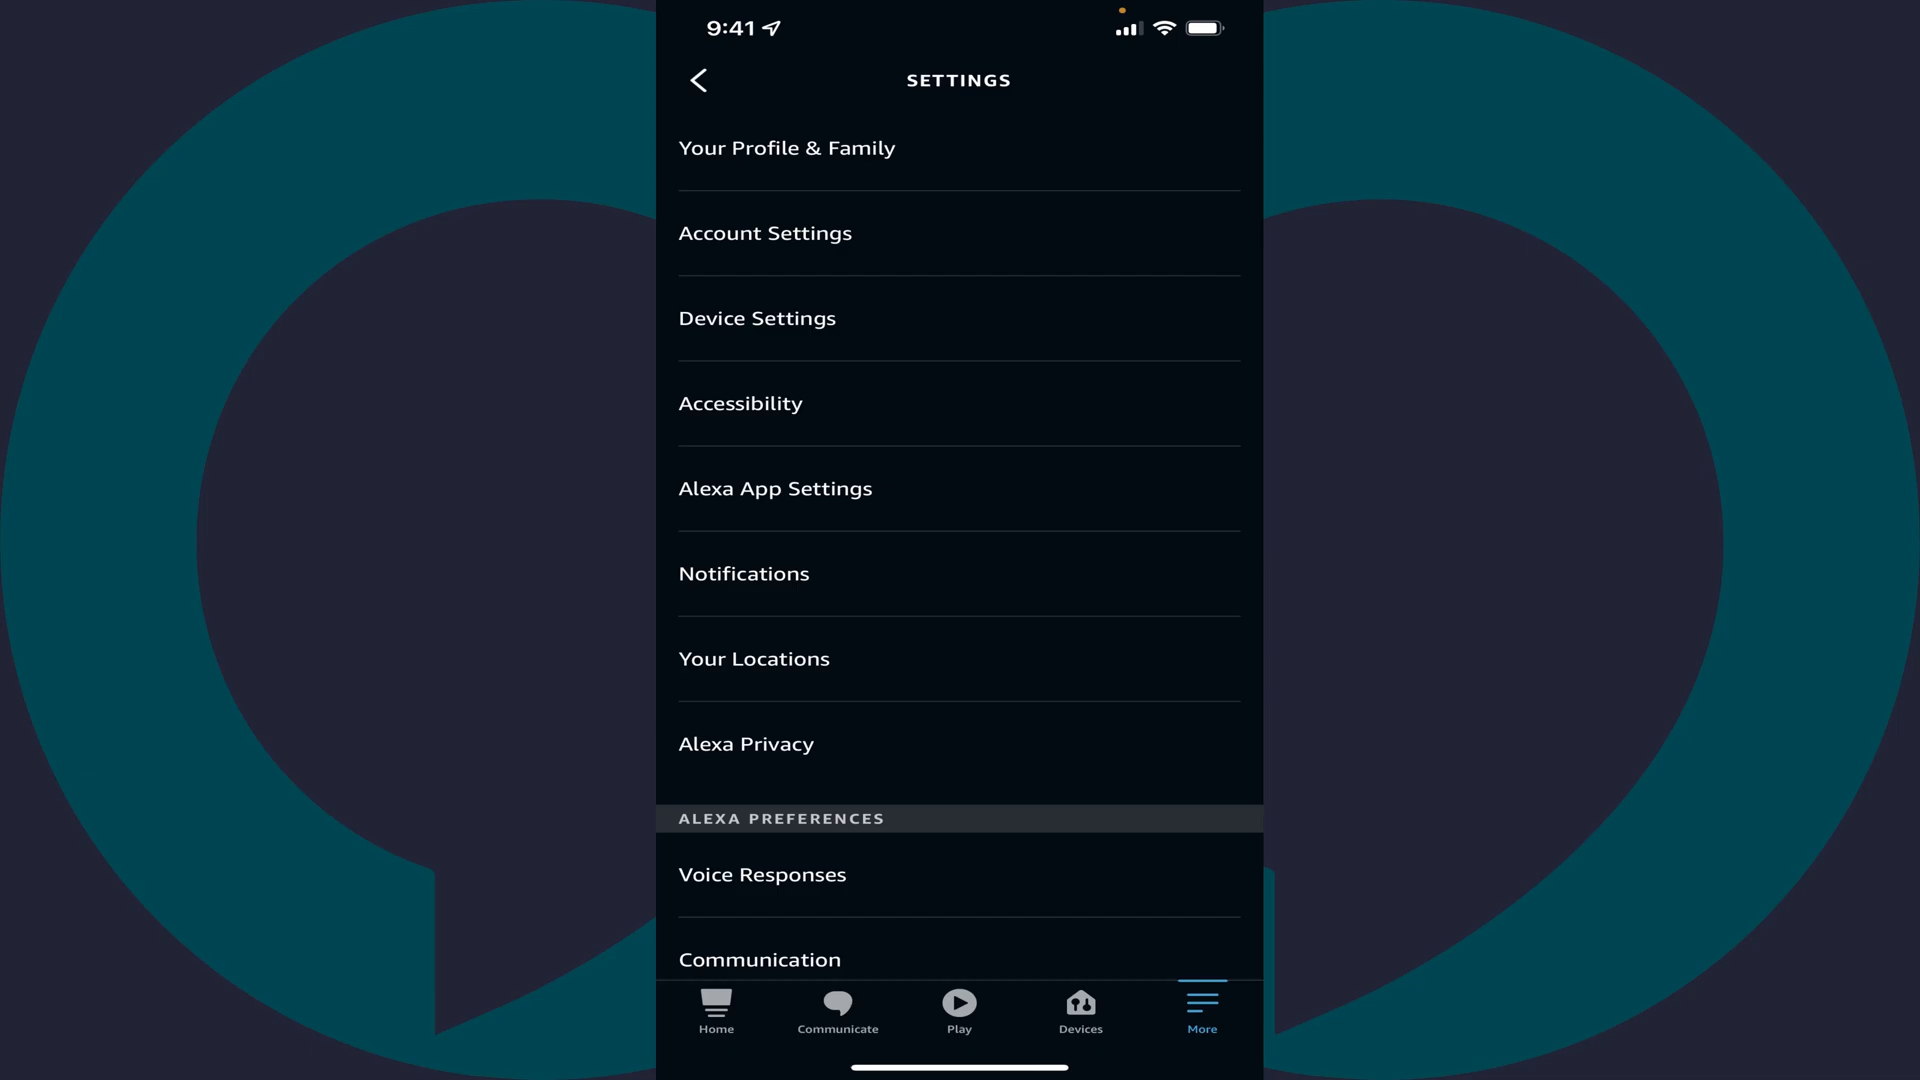 9:41
SETTINGS
Your Profile & Family
Account Settings
Device Settings
Accessibility
Alexa App Settings
Notifications
Your Locations
Alexa Privacy
ALEXA PREFERENCES
Voice Responses
Communication
Home Communicate Play Devices More